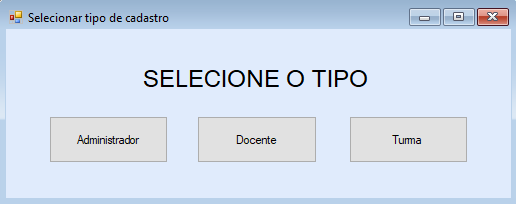 Selecionar tipo de cadastro
SELECIONE O TIPO
Administrador
Docente
Turma